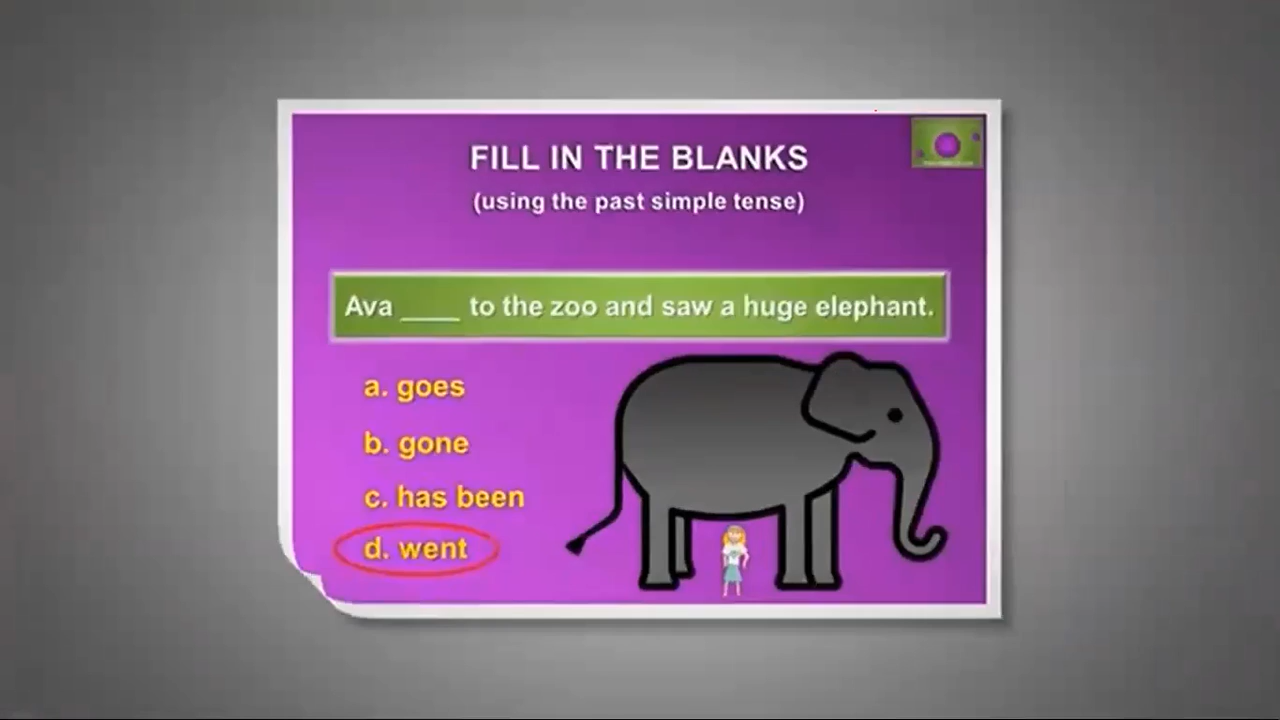 FILL IN THE BLANKS
(using the past simple tense)
Ava ____ to the zoo and saw a huge elephant.
a. goes
b. gone
c. has been
d. went